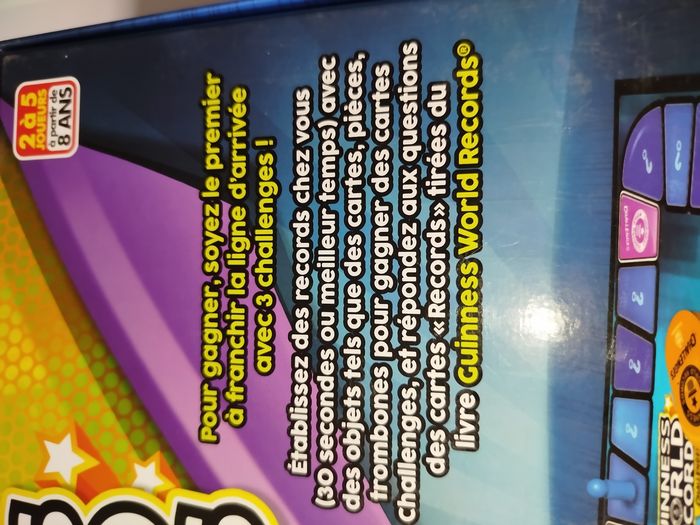 2 à 5
JOUEURS
à partir de
8 ANS
Pour gagner, soyez le premier
à franchir la ligne d'arrivée
avec 3 challenges !
Établissez des records chez vous
(30 secondes ou meilleur temps) avec
des objets tels que des cartes, pièces,
trombones pour gagner des cartes
Challenges, et répondez aux questions
des cartes «Records» tirées du
livre Guinness World Records®
?
?
?
?
?